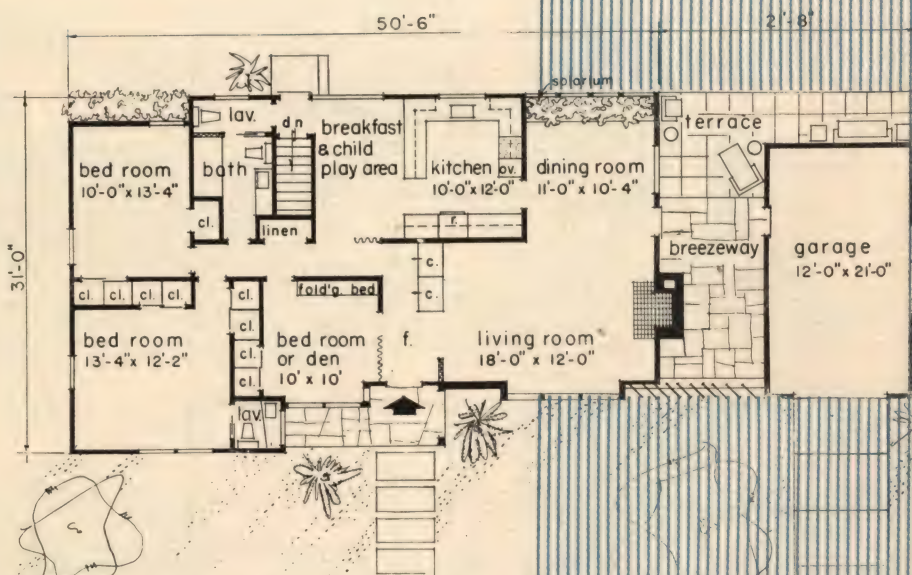 50'-6"
21'-8"
31'-0"
solarium
terrace
lav.
dn
breakfast
& child
play area
bed room
10'-0" x 13'-4"
bath
kitchen
10'-0" x 12'-0"
ov.
dining room
11'-0" x 10'-4"
cl.
linen
r.
breezeway
garage
12'-0" x 21'-0"
c.
c.
cl.
cl.
cl.
cl.
cl.
cl.
cl.
cl.
fold'g. bed
bed room
13'-4" x 12'-2"
bed room
or den
10' x 10'
f.
living room
18'-0" x 12'-0"
lav.